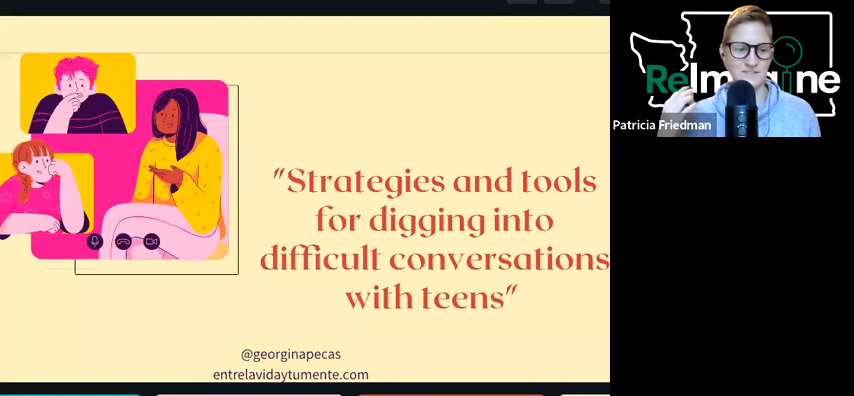 "Strategies and tools
for digging into
difficult conversations
with teens"
@georginapecas
entrelavidaytumente.com
ReImagine
Patricia Friedman